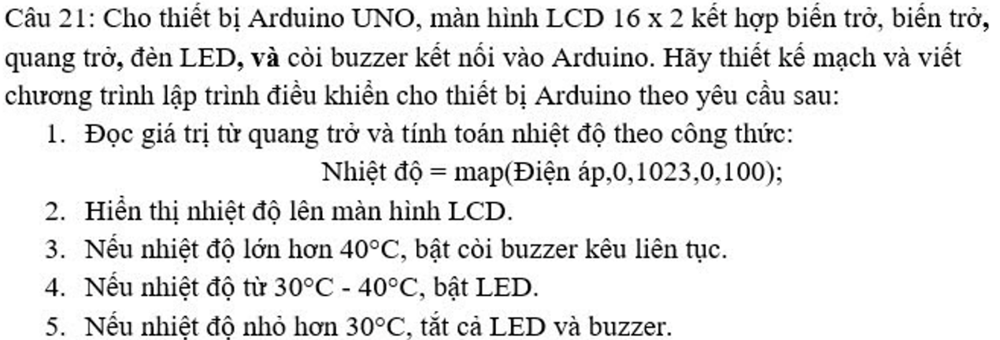 Câu 21: Cho thiết bị Arduino UNO, màn hình LCD 16 x 2 kết hợp biến trở, biến trở,
quang trở, đèn LED, và còi buzzer kết nối vào Arduino. Hãy thiết kế mạch và viết
chương trình lập trình điều khiển cho thiết bị Arduino theo yêu cầu sau:
1. Đọc giá trị từ quang trở và tính toán nhiệt độ theo công thức:
Nhiệt độ = map(Điện áp,0,1023,0,100);
2. Hiển thị nhiệt độ lên màn hình LCD.
3. Nếu nhiệt độ lớn hơn 40°C, bật còi buzzer kêu liên tục.
4. Nếu nhiệt độ từ 30°C - 40°C, bật LED.
5. Nếu nhiệt độ nhỏ hơn 30°C, tắt cả LED và buzzer.